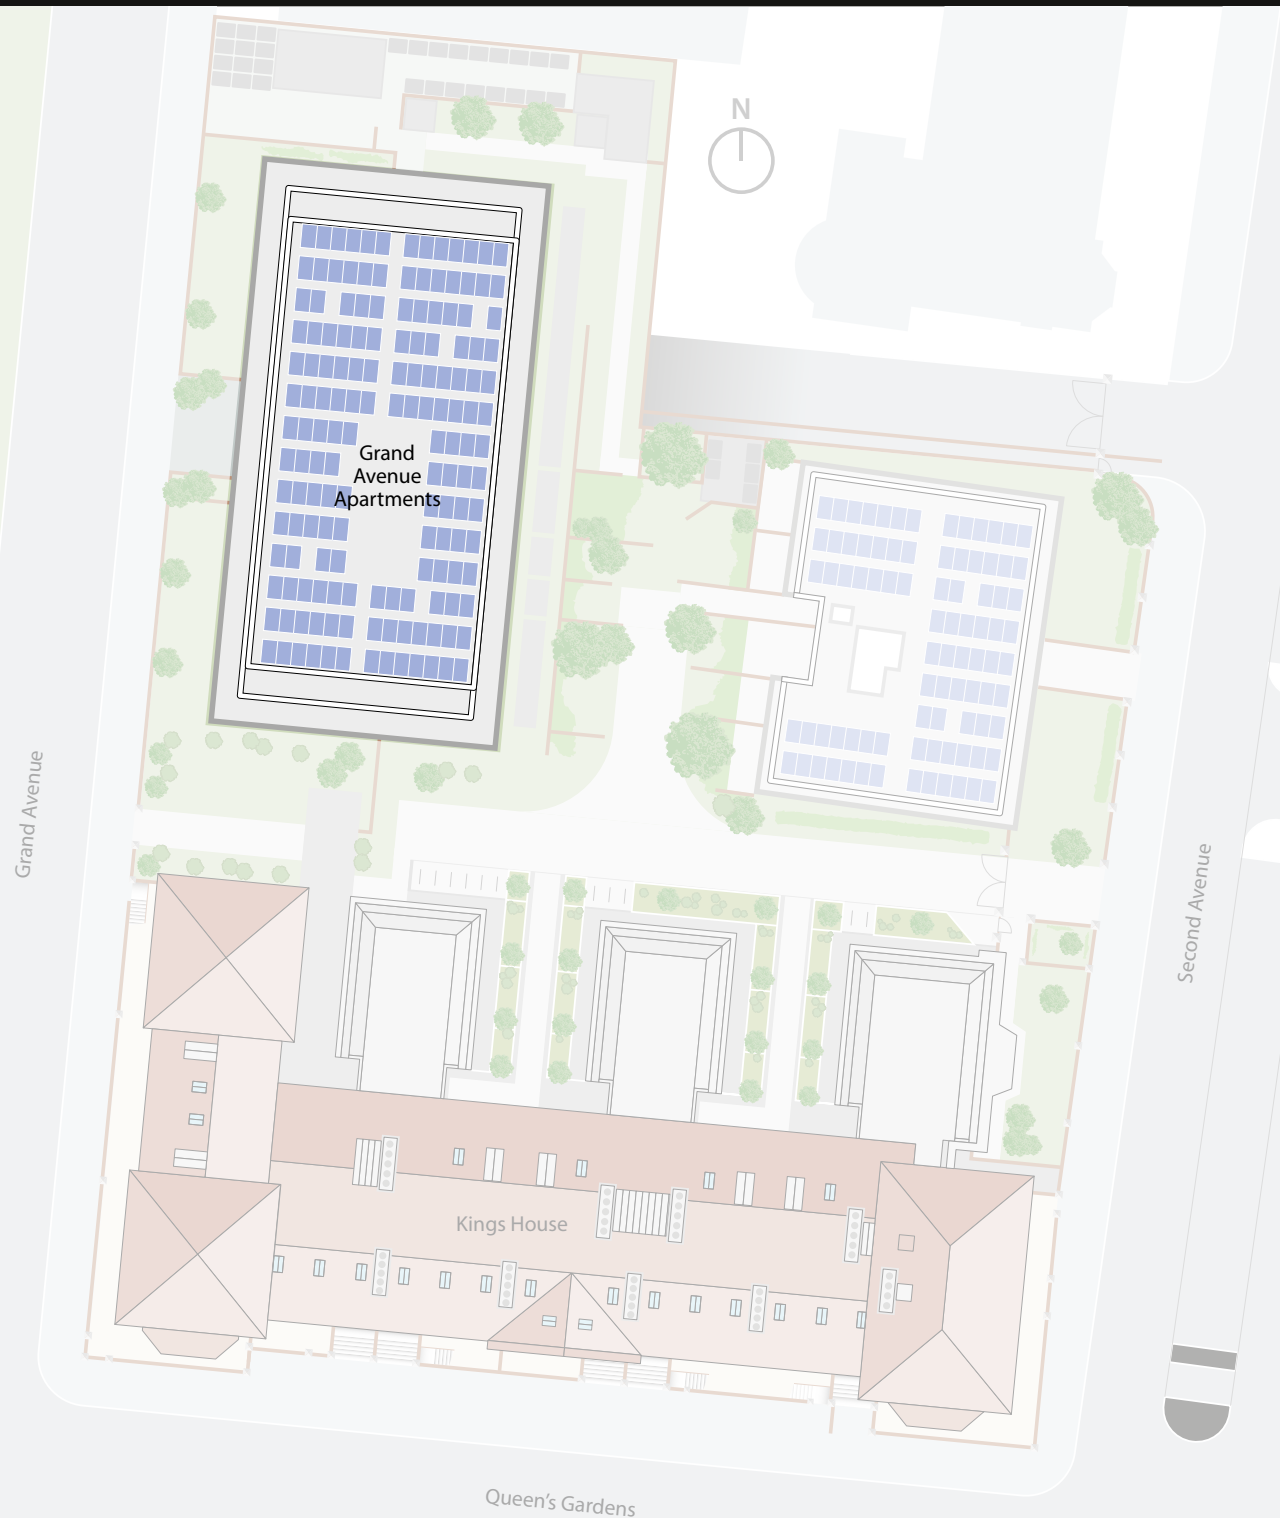 N
Grand
Avenue
Apartments
Grand Avenue
Second Avenue
Kings House
Queen's Gardens